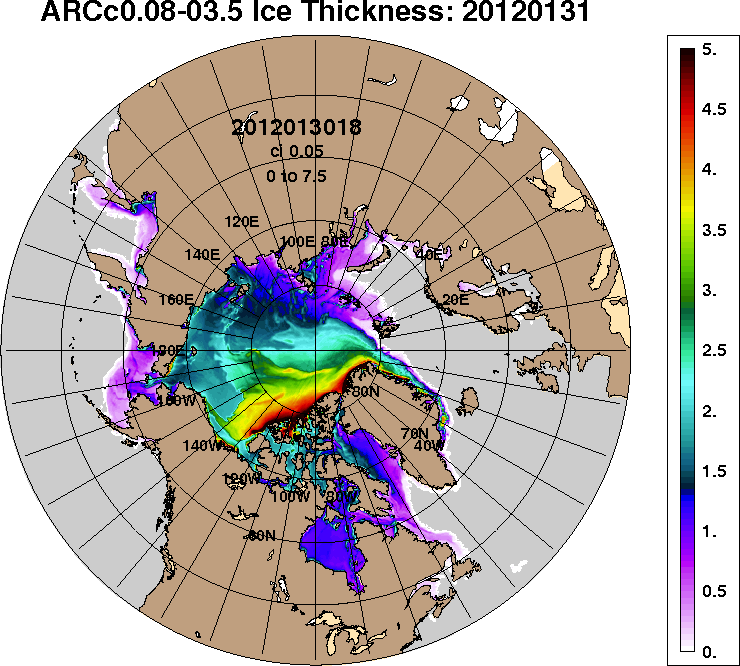 ARCc0.08-03.5 Ice Thickness: 20120131
2012013018
ci 0.05
0 to 7.5
120E
100E
80E
140E
40E
160E
20E
180E
160W
80N
70N
140W
40W
120W
100W
80W
60N
5.
4.5
4.
3.5
3.
2.5
2.
1.5
1.
0.5
0.